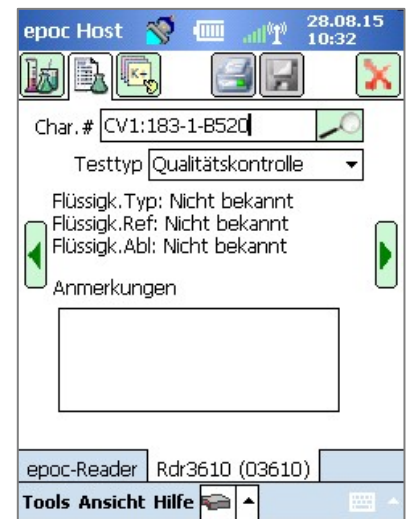 epoc Host 28.08.15
10:32
K+
Char. # CV1:183-1-B520
Testtyp Qualitätskontrolle
Flüssigk.Typ: Nicht bekannt
Flüssigk.Ref: Nicht bekannt
Flüssigk.Abl: Nicht bekannt
Anmerkungen
epoc-Reader Rdr3610 (03610)
Tools Ansicht Hilfe